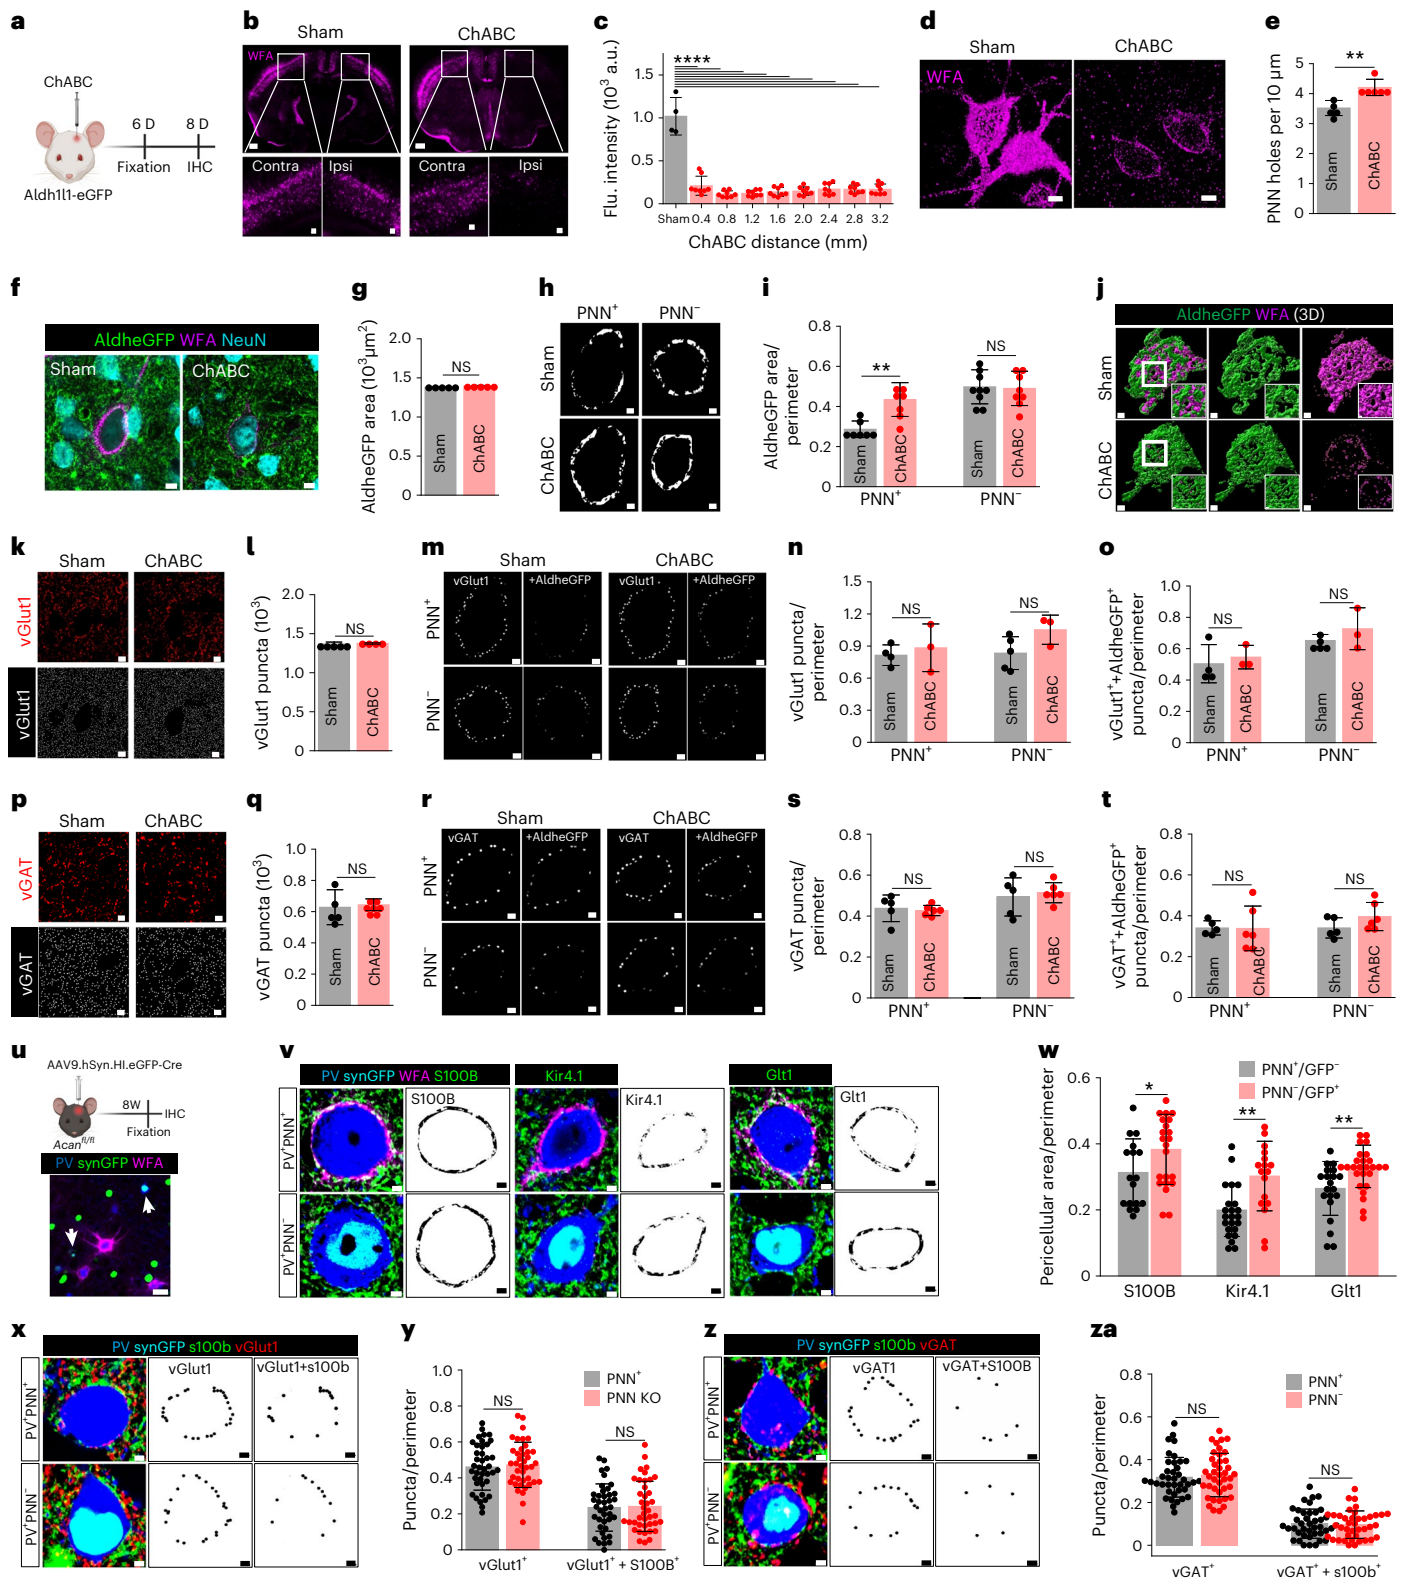 a
ChABC
6 D
8 D
Fixation
IHC
Aldh1l1-eGFP
b
Sham
ChABC
WFA
Contra
Ipsi
Contra
Ipsi
c
Flu. intensity (10³ a.u.)
****
1.5
1.0
0.5
0
Sham
0.4
0.8
1.2
1.6
2.0
2.4
2.8
3.2
ChABC distance (mm)
d
Sham
ChABC
WFA
e
PNN holes per 10 µm
**
5
4
3
2
1
0
Sham
ChABC
f
AldheGFP WFA NeuN
Sham
ChABC
g
AldheGFP area (10³µm²)
2.0
1.5
1.0
0.5
0
NS
Sham
ChABC
h
PNN⁺
PNN⁻
Sham
ChABC
i
AldheGFP area/
perimeter
0.8
0.6
0.4
0.2
0
**
NS
Sham
ChABC
Sham
ChABC
PNN⁺
PNN⁻
j
AldheGFP WFA (3D)
Sham
ChABC
k
Sham
ChABC
vGlut1
vGlut1
l
vGlut1 puncta (10³)
2.0
1.5
1.0
0.5
0
NS
Sham
ChABC
m
Sham
ChABC
vGlut1
+AldheGFP
vGlut1
+AldheGFP
PNN⁺
PNN⁻
n
vGlut1 puncta/
perimeter
1.5
1.2
0.9
0.6
0.3
0
NS
NS
Sham
ChABC
Sham
ChABC
PNN⁺
PNN⁻
o
vGlut1⁺+AldheGFP⁺
puncta/perimeter
1.0
0.8
0.6
0.4
0.2
0
NS
NS
Sham
ChABC
Sham
ChABC
PNN⁺
PNN⁻
p
Sham
ChABC
vGAT
vGAT
q
vGAT puncta (10³)
1.0
0.8
0.6
0.4
0.2
0
NS
Sham
ChABC
r
Sham
ChABC
vGAT
+AldheGFP
vGAT
+AldheGFP
PNN⁺
PNN⁻
s
vGAT puncta/
perimeter
0.8
0.6
0.4
0.2
0
NS
NS
Sham
ChABC
Sham
ChABC
PNN⁺
PNN⁻
t
vGAT⁺+AldheGFP⁺
puncta/perimeter
0.8
0.6
0.4
0.2
0
NS
NS
Sham
ChABC
Sham
ChABC
PNN⁺
PNN⁻
u
AAV9.hSyn.HI.eGFP-Cre
8W
IHC
Fixation
Acan^fl/fl
PV synGFP WFA
v
PV synGFP WFA S100B
Kir4.1
Glt1
S100B
Kir4.1
Glt1
PV⁺PNN⁺
PV⁺PNN⁻
w
PNN⁺/GFP⁻
PNN⁻/GFP⁺
Pericellular area/perimeter
0.6
0.4
0.2
0
*
**
**
S100B
Kir4.1
Glt1
x
PV synGFP s100b vGlut1
vGlut1
vGlut1+s100b
PV⁺PNN⁺
PV⁺PNN⁻
y
PNN⁺
PNN KO
Puncta/perimeter
1.0
0.8
0.6
0.4
0.2
0
NS
NS
vGlut1⁺
vGlut1⁺ + S100B⁺
z
PV synGFP s100b vGAT
vGAT1
vGAT+S100B
PV⁺PNN⁺
PV⁺PNN⁻
za
PNN⁺
PNN⁻
Puncta/perimeter
0.8
0.6
0.4
0.2
0
NS
NS
vGAT⁺
vGAT⁺ + s100b⁺